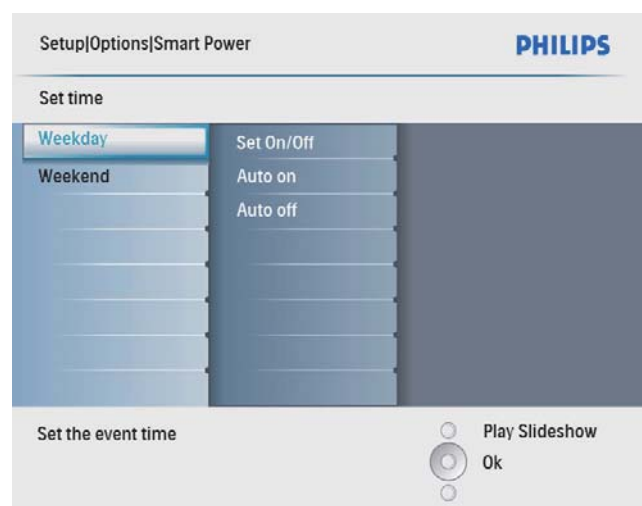 Setup|Options|Smart Power
PHILIPS
Set time
Weekday
Set On/Off
Weekend
Auto on
Auto off
Set the event time
Play Slideshow
Ok